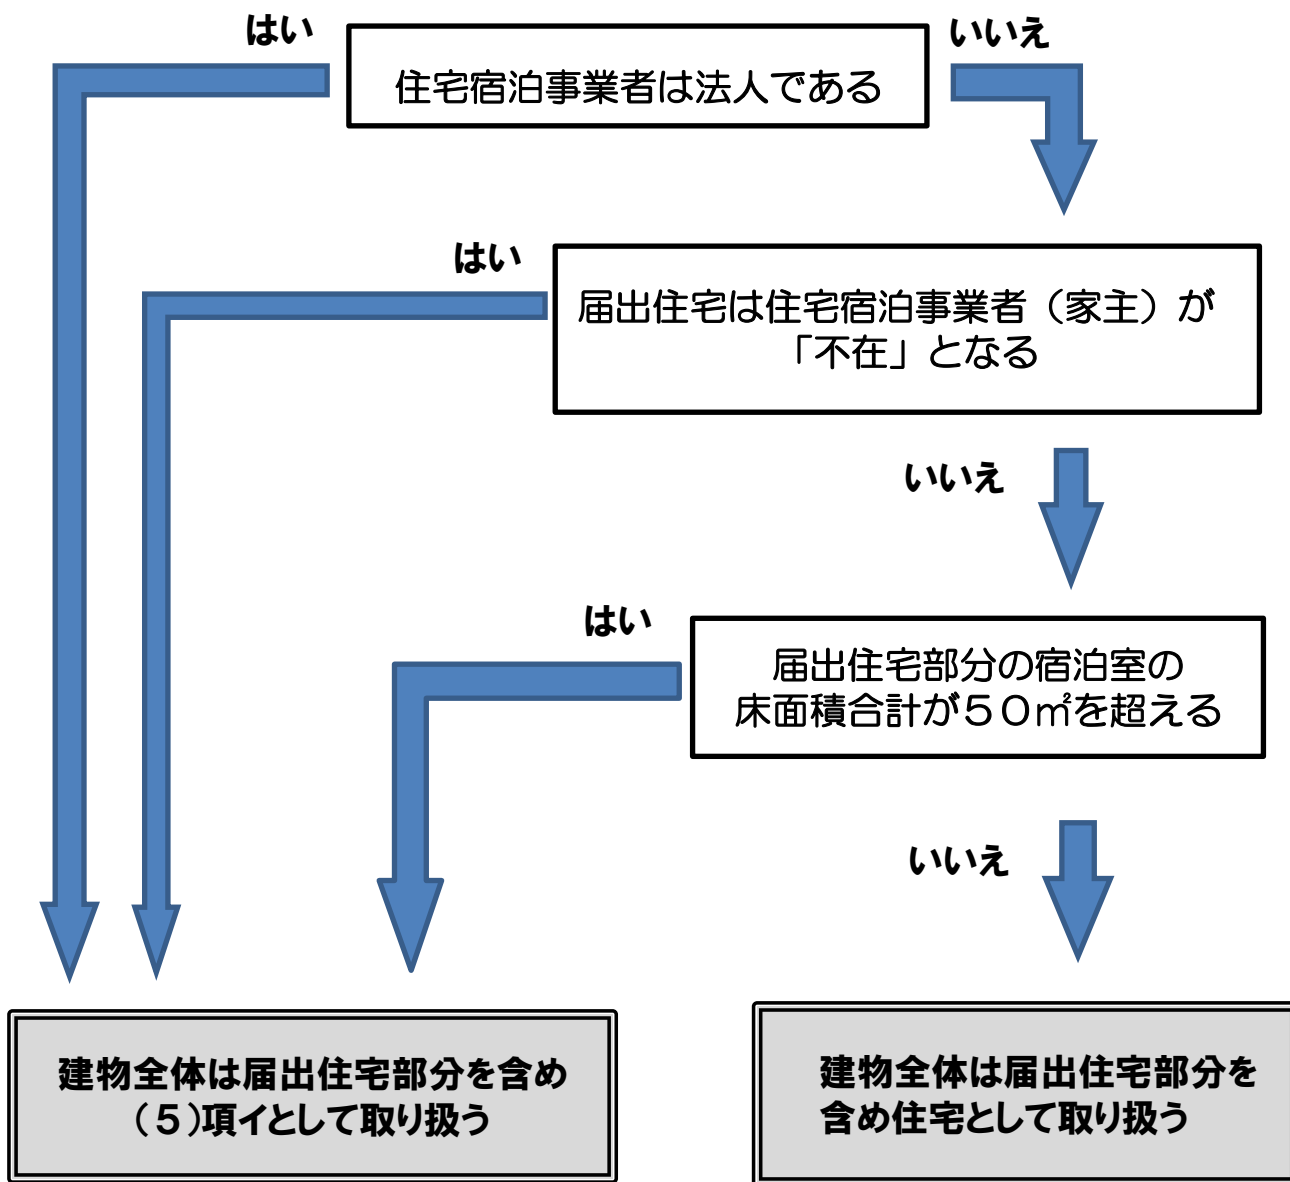 はい
いいえ
住宅宿泊事業者は法人である
はい
届出住宅は住宅宿泊事業者（家主）が
「不在」となる
いいえ
はい
届出住宅部分の宿泊室の
床面積合計が５０㎡を超える
いいえ
建物全体は届出住宅部分を含め
（５）項イとして取り扱う
建物全体は届出住宅部分を
含め住宅として取り扱う